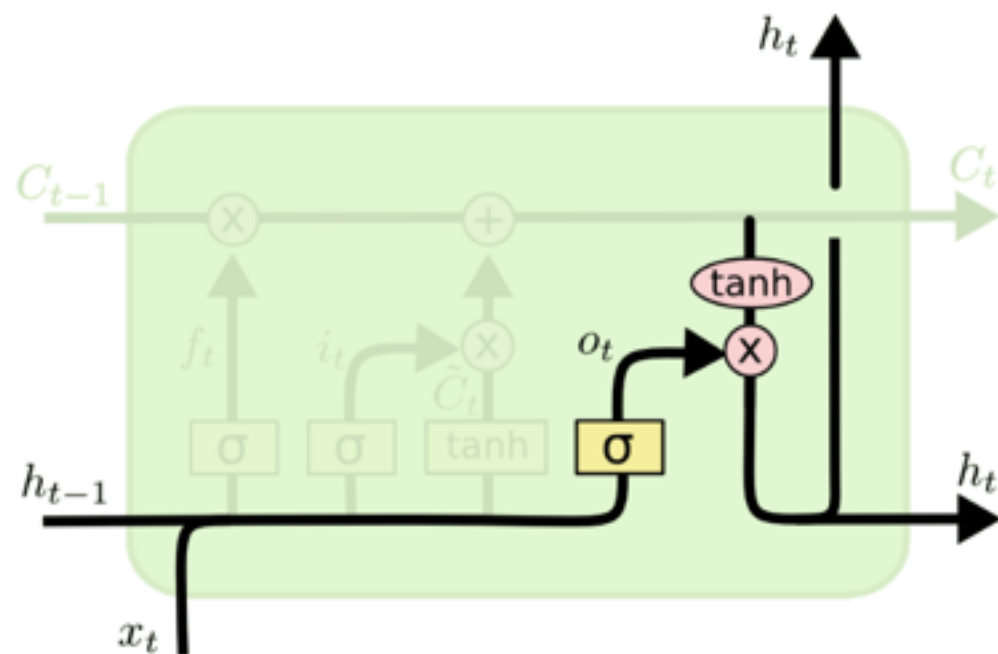 h_t
C_{t-1}
C_t
x
+
tanh
f_t
i_t
x
o_t
x
C̃_t
σ
σ
tanh
σ
h_{t-1}
h_t
x_t